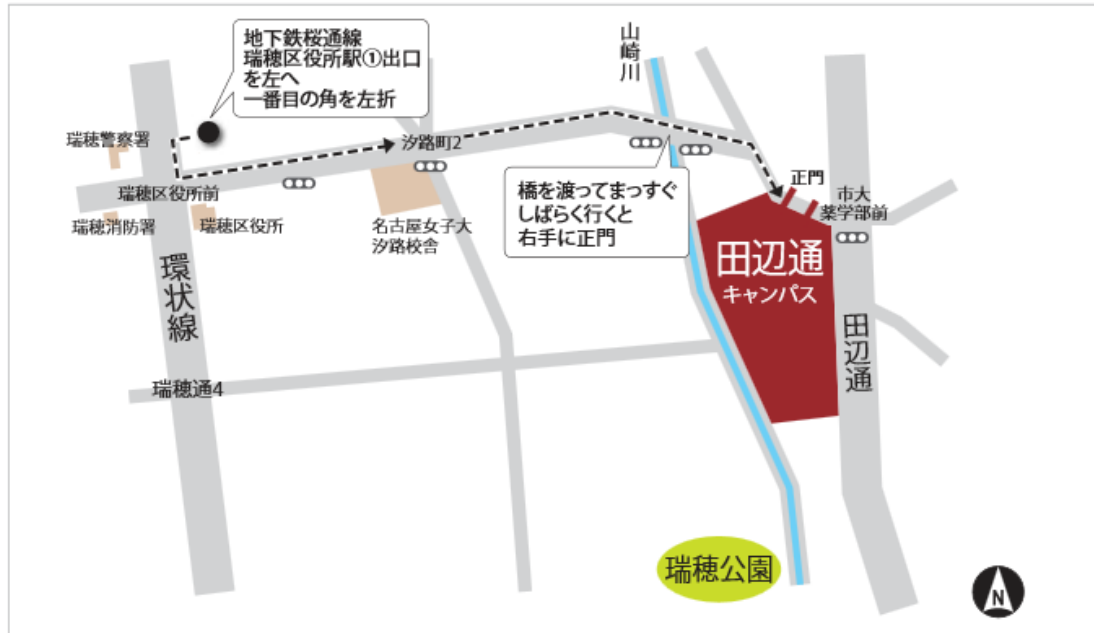 地下鉄桜通線
瑞穂区役所駅①出口
を左へ
一番目の角を左折
山崎川
瑞穂警察署
汐路町2
瑞穂区役所前
橋を渡ってまっすぐ
しばらく行くと
右手に正門
正門
市大
薬学部前
瑞穂消防署
瑞穂区役所
名古屋女子大
汐路校舎
田辺通
キャンパス
環状線
田辺通
瑞穂通4
瑞穂公園
N